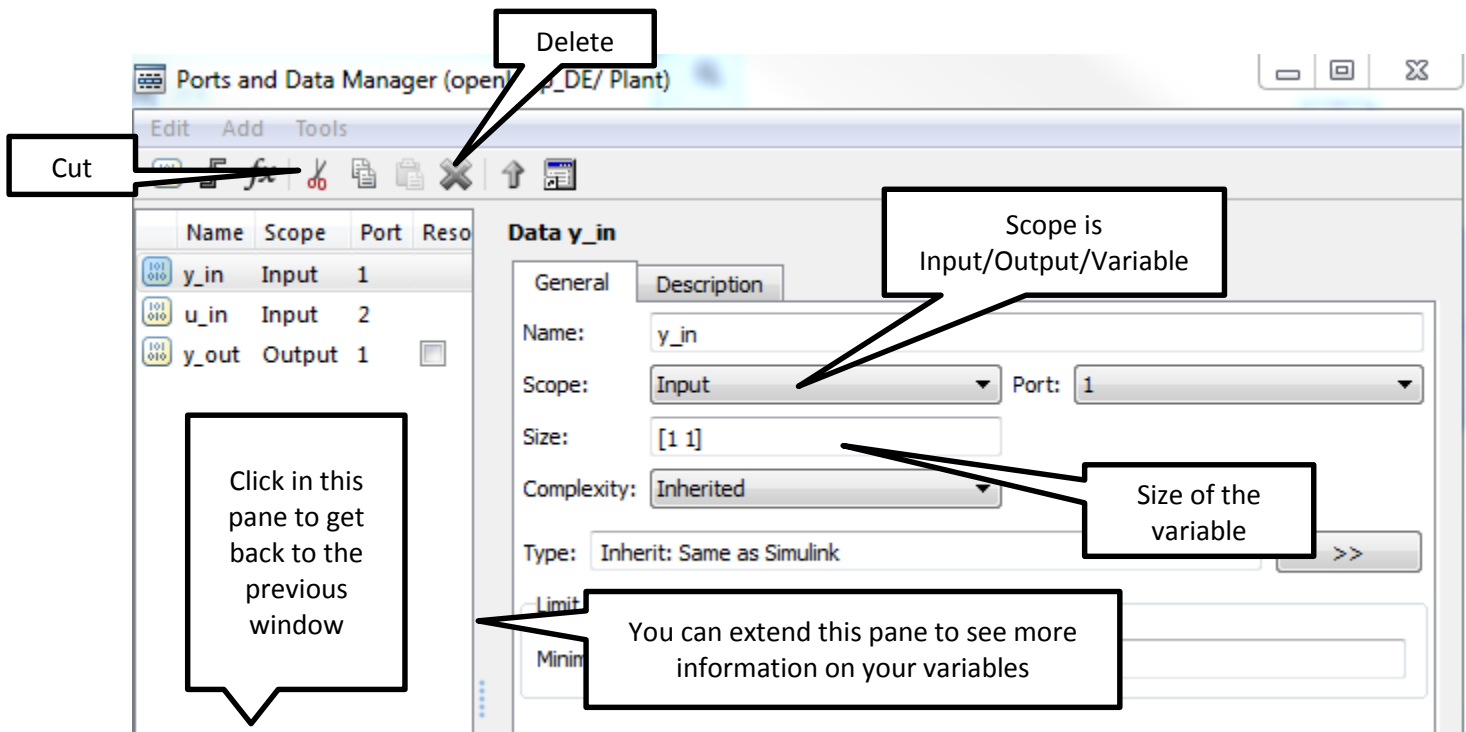 Delete
Ports and Data Manager (open p_DE/ Plant)
Edit Add Tools
Cut
fx
Name Scope Port Reso
y_in Input 1
u_in Input 2
y_out Output 1
Data y_in
Scope is
Input/Output/Variable
General Description
Name: y_in
Scope: Input Port: 1
Size: [1 1]
Complexity: Inherited
Size of the
variable
Type: Inherit: Same as Simulink >>
Limit
Minim
Click in this
pane to get
back to the
previous
window
You can extend this pane to see more
information on your variables